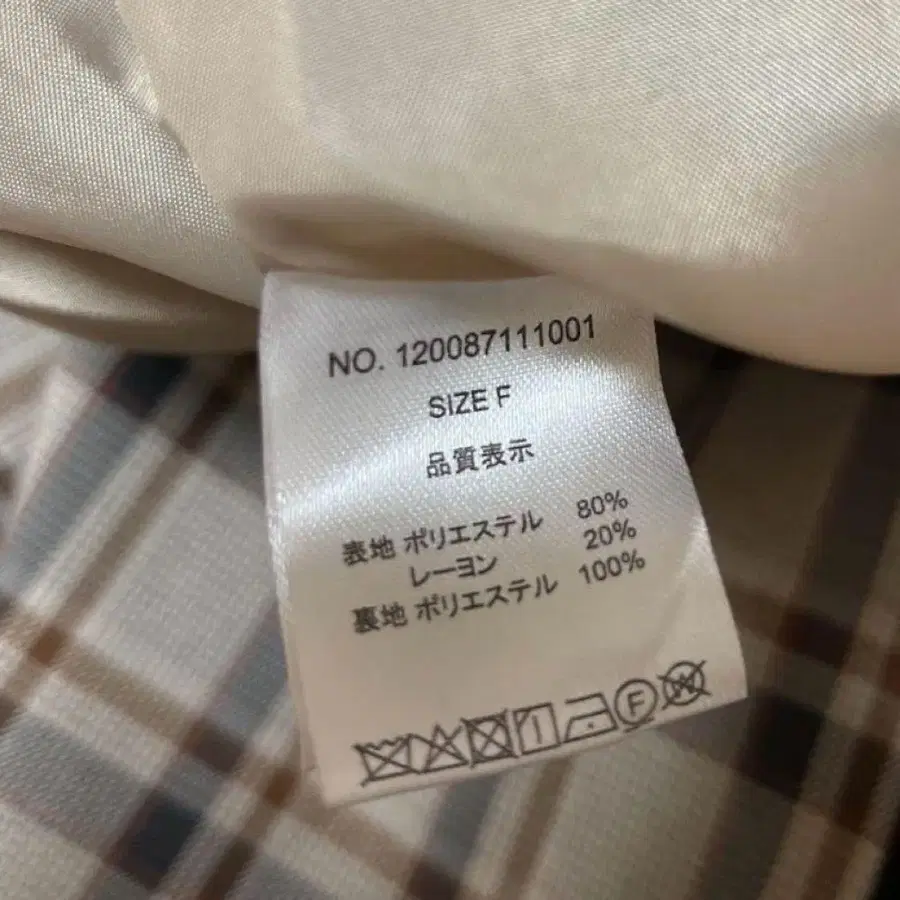 NO. 120087111001
SIZE F
品質表示
表地 ポリエステル 80%
レーヨン 20%
裏地 ポリエステル 100%
F
W